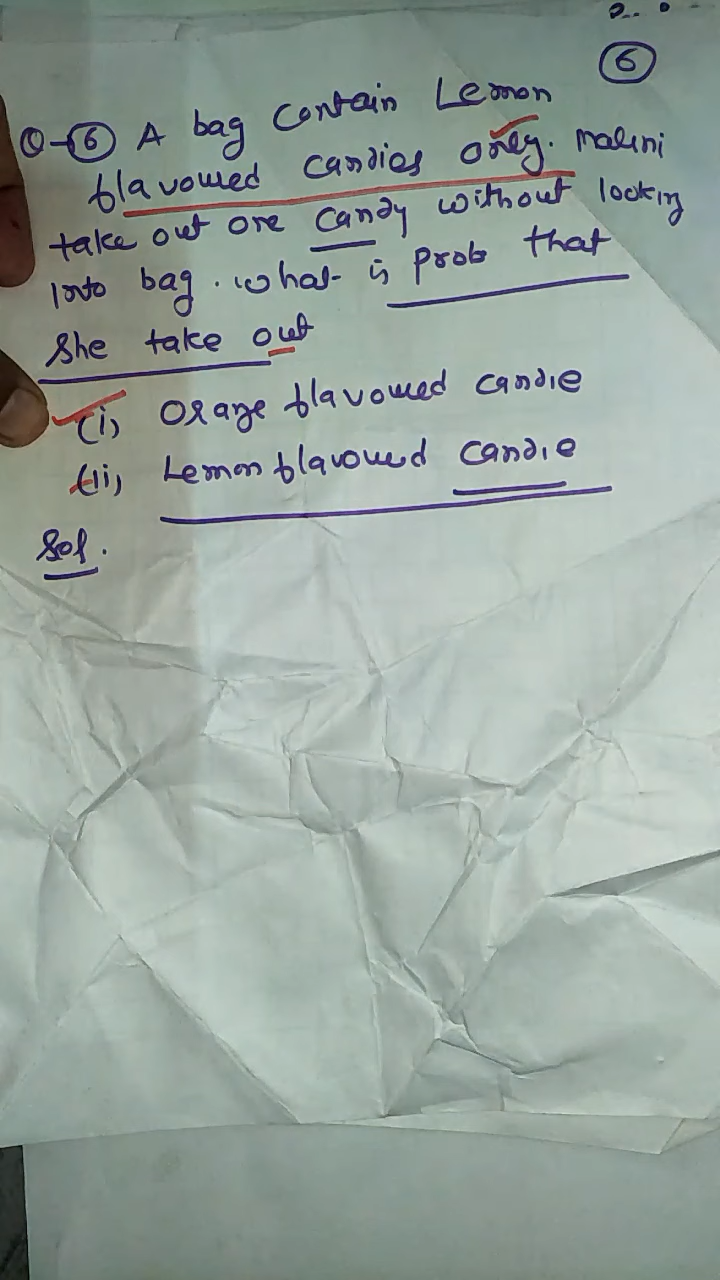 6
Q-6 A bag contain Lemon
flavoured candies only. Malini
take out one candy without looking
into bag. what is prob that
she take out
(i) Orange flavoured candie
(ii) Lemon flavoured candie
Sol.